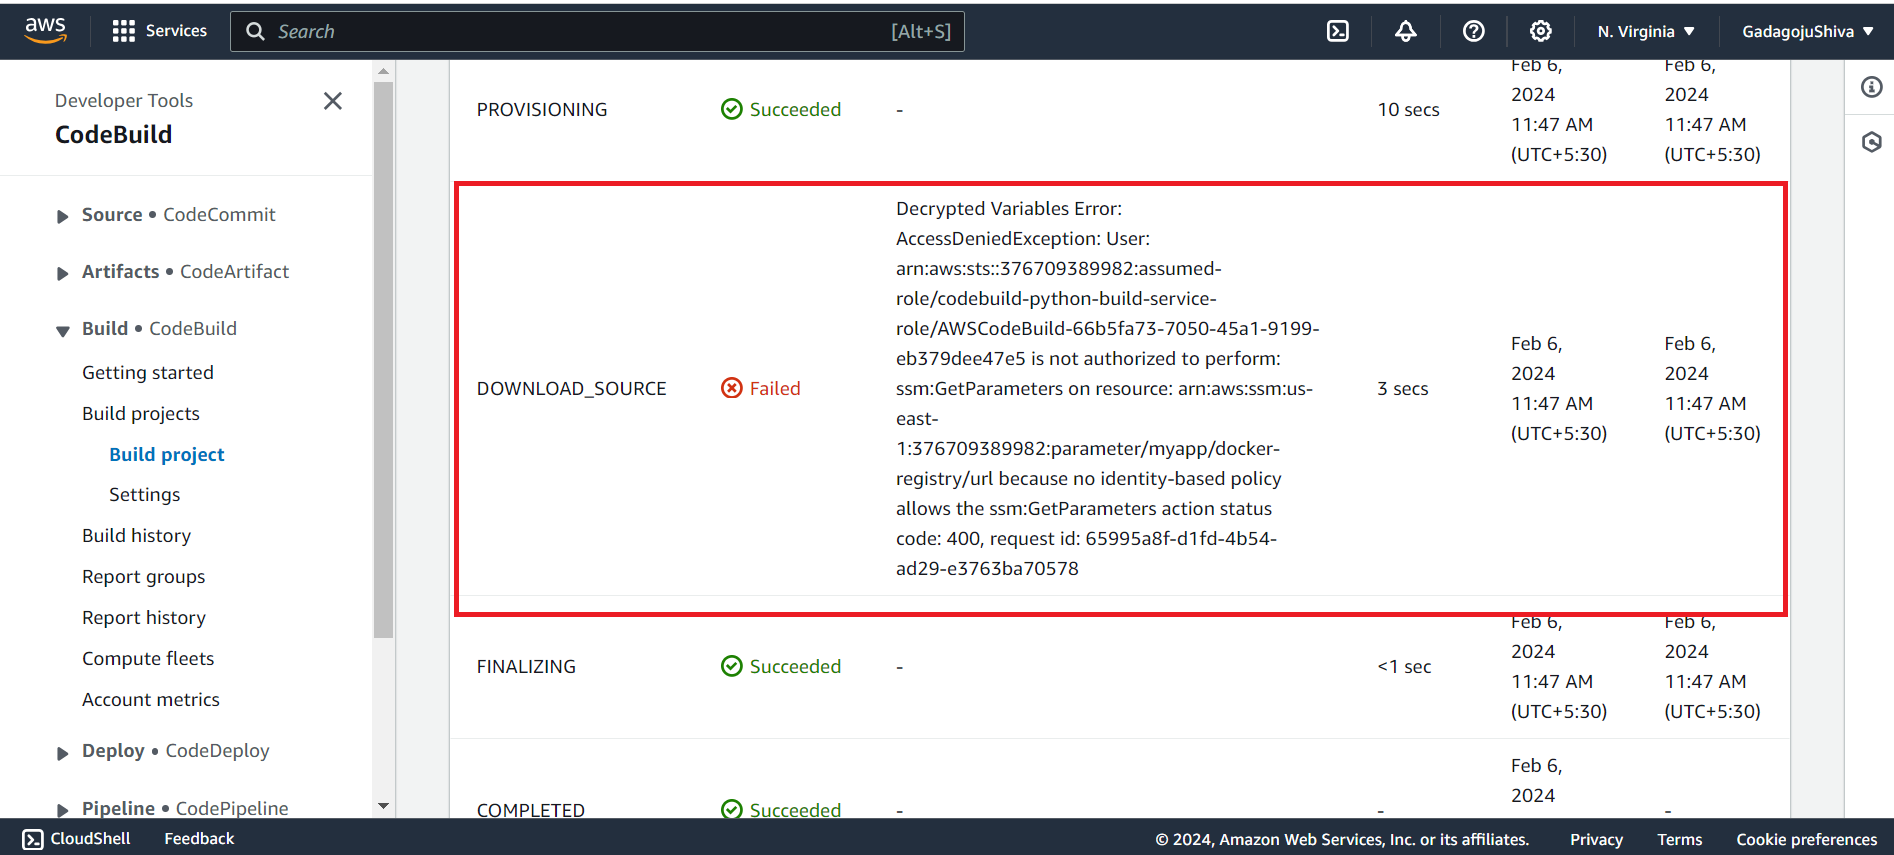 aws
Services
Search
[Alt+S]
N. Virginia
GadagojuShiva
Developer Tools
CodeBuild
Source • CodeCommit
Artifacts • CodeArtifact
Build • CodeBuild
Getting started
Build projects
Build project
Settings
Build history
Report groups
Report history
Compute fleets
Account metrics
Deploy • CodeDeploy
Pipeline • CodePipeline
PROVISIONING
Succeeded
-
10 secs
Feb 6,
2024
11:47 AM
(UTC+5:30)
Feb 6,
2024
11:47 AM
(UTC+5:30)
DOWNLOAD_SOURCE
Failed
Decrypted Variables Error:
AccessDeniedException: User:
arn:aws:sts::376709389982:assumed-
role/codebuild-python-build-service-
role/AWSCodeBuild-66b5fa73-7050-45a1-9199-
eb379dee47e5 is not authorized to perform:
ssm:GetParameters on resource: arn:aws:ssm:us-
east-
1:376709389982:parameter/myapp/docker-
registry/url because no identity-based policy
allows the ssm:GetParameters action status
code: 400, request id: 65995a8f-d1fd-4b54-
ad29-e3763ba70578
3 secs
Feb 6,
2024
11:47 AM
(UTC+5:30)
Feb 6,
2024
11:47 AM
(UTC+5:30)
FINALIZING
Succeeded
-
<1 sec
Feb 6,
2024
11:47 AM
(UTC+5:30)
Feb 6,
2024
11:47 AM
(UTC+5:30)
COMPLETED
Succeeded
-
-
Feb 6,
2024
-
CloudShell
Feedback
© 2024, Amazon Web Services, Inc. or its affiliates.
Privacy
Terms
Cookie preferences